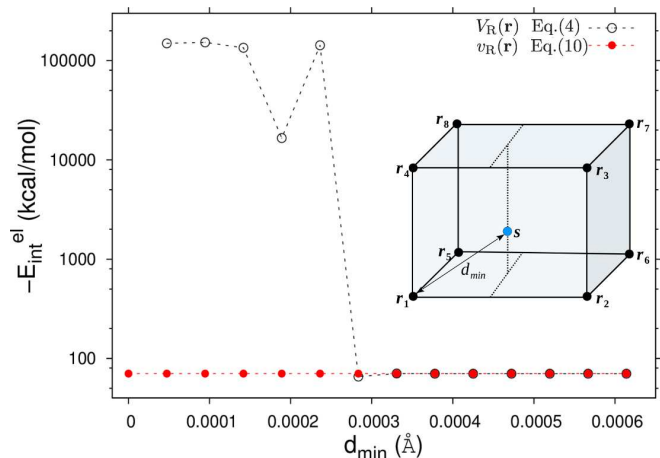 V_R(r) Eq.(4)
v_R(r) Eq.(10)
100000
10000
1000
100
−E_int^el (kcal/mol)
r_8
r_7
r_4
r_3
s
r_5
r_6
d_min
r_1
r_2
0
0.0001
0.0002
0.0003
0.0004
0.0005
0.0006
d_min (Å)